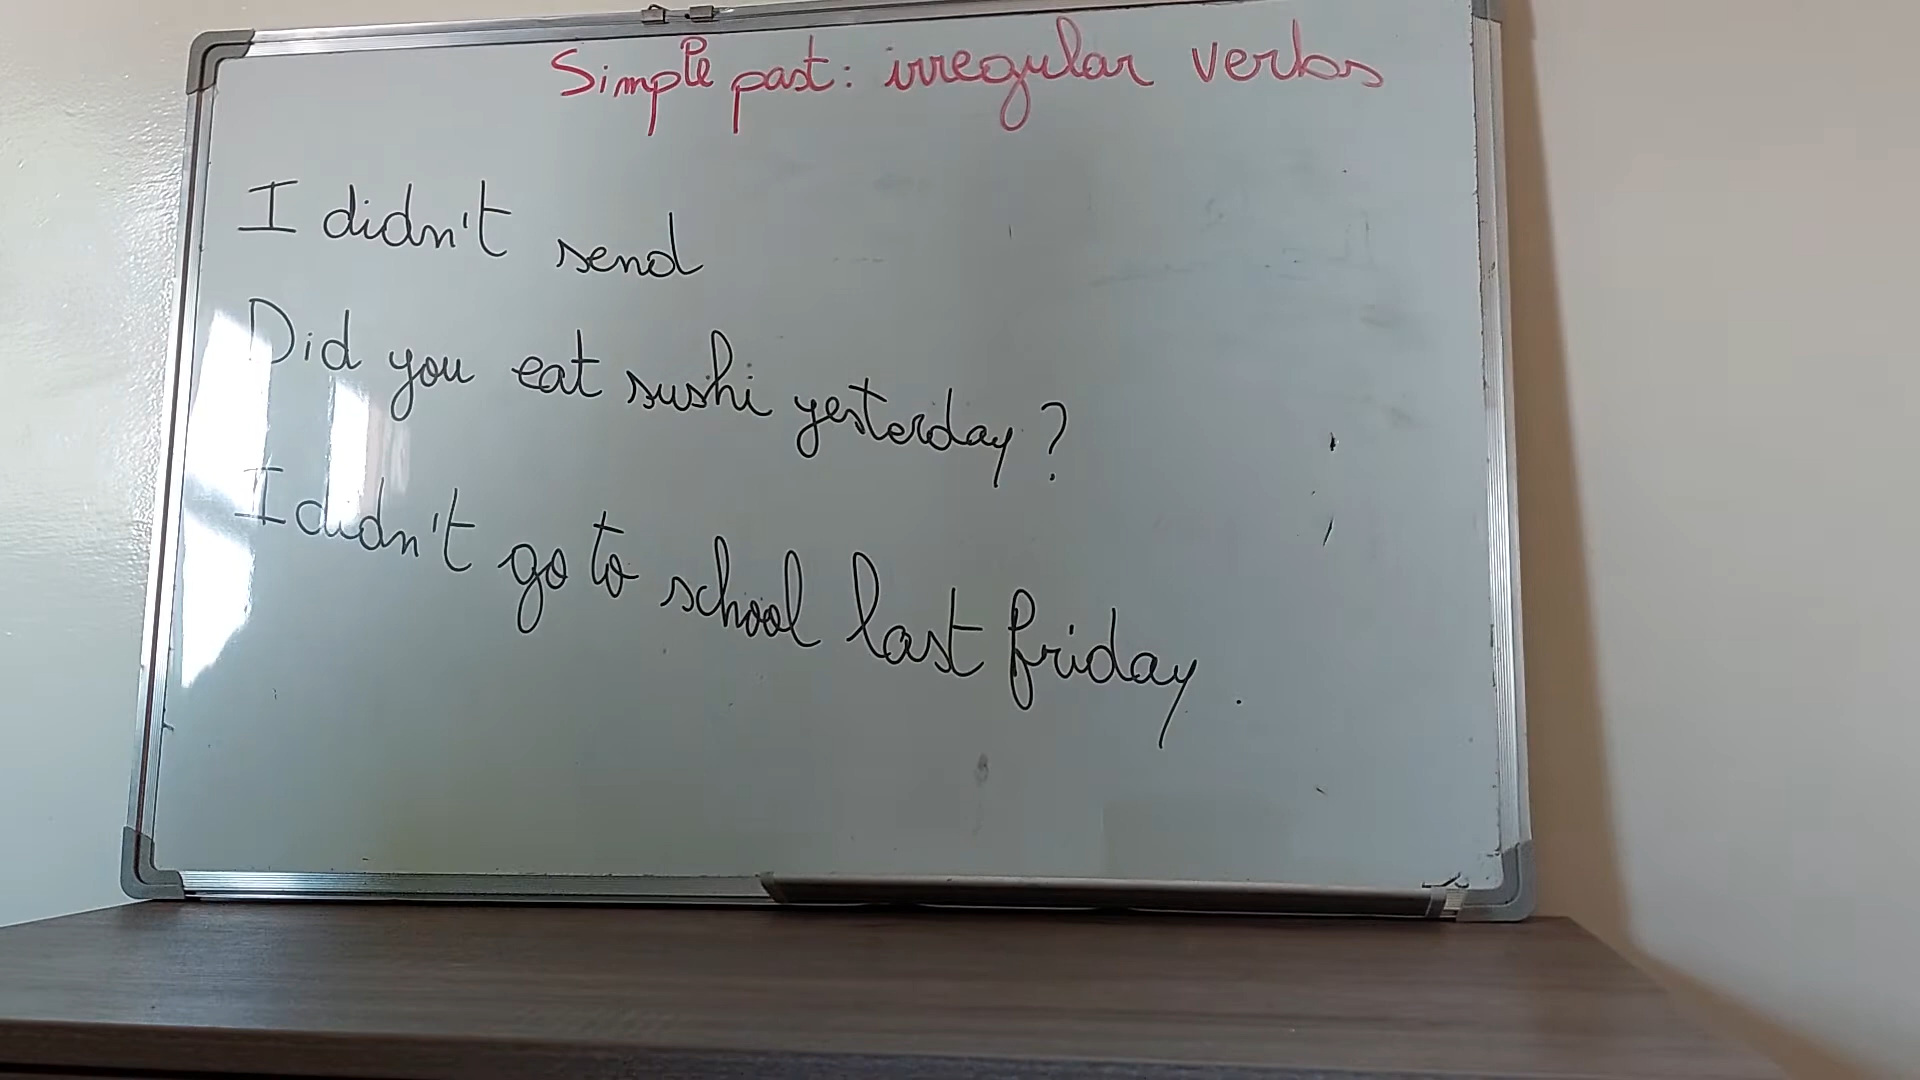 Simple past: irregular verbs
I didn't send
Did you eat sushi yesterday?
I didn't go to school last friday.